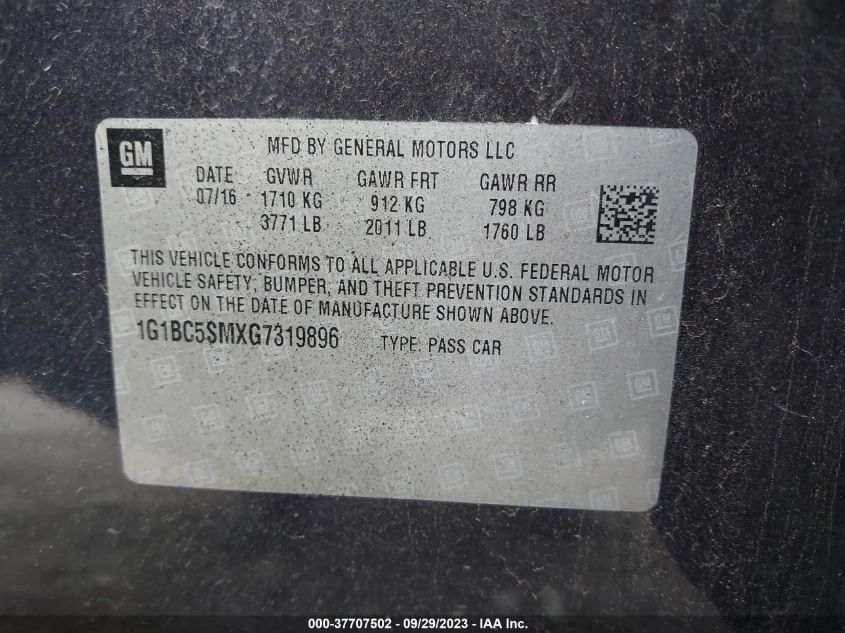 GM
MFD BY GENERAL MOTORS LLC
DATE GVWR GAWR FRT GAWR RR
07/16 1710 KG 912 KG 798 KG
3771 LB 2011 LB 1760 LB
THIS VEHICLE CONFORMS TO ALL APPLICABLE U.S. FEDERAL MOTOR
VEHICLE SAFETY, BUMPER, AND THEFT PREVENTION STANDARDS IN
EFFECT ON THE DATE OF MANUFACTURE SHOWN ABOVE.
1G1BC5SMXG7319896 TYPE: PASS CAR
000-37707502 - 09/29/2023 - IAA Inc.